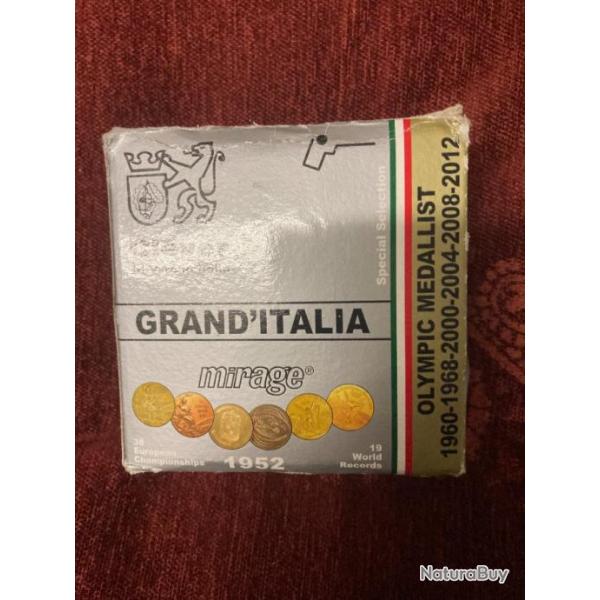 GRAND'ITALIA
mirage®
38
European
Championships
1952
19
World
Records
Special Selection
OLYMPIC MEDALLIST
1960-1968-2000-2004-2008-2012
NaturaBuy